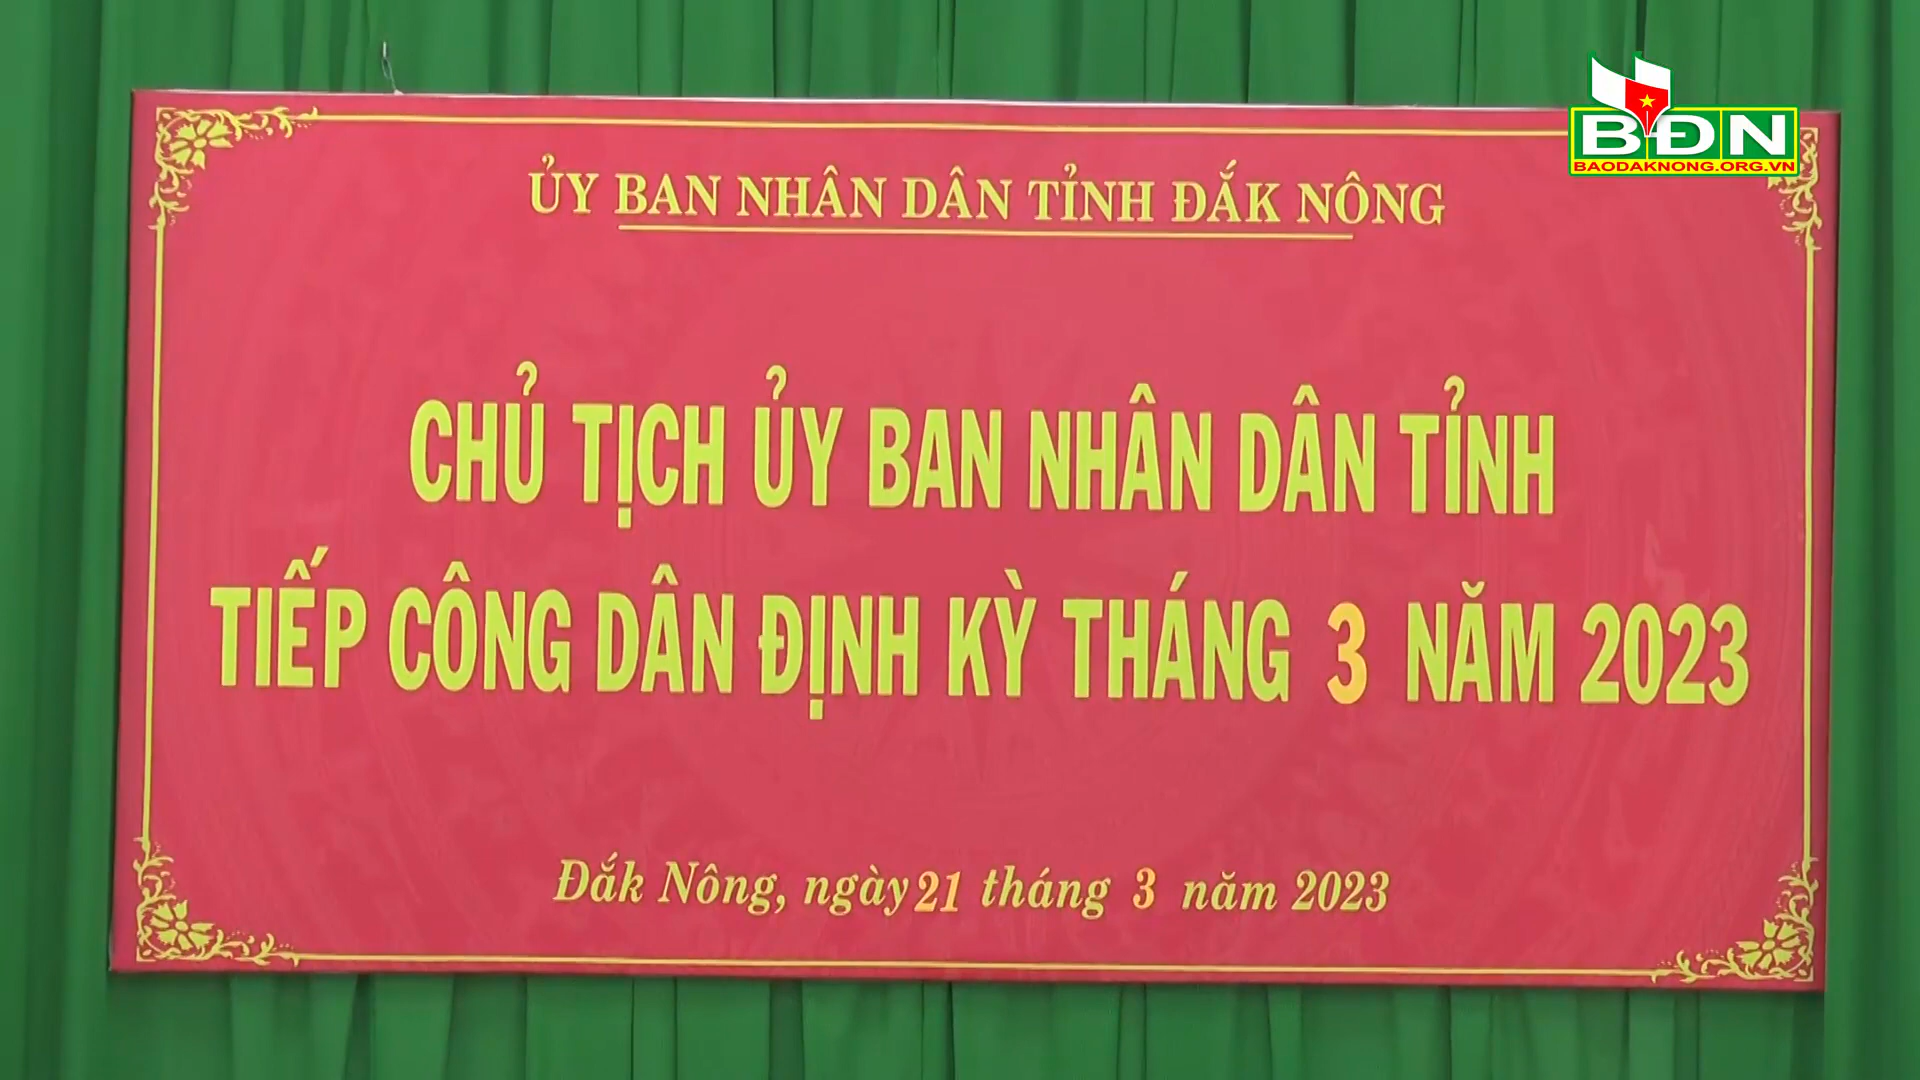 BĐN
BAODAKNONG.ORG.VN
ỦY BAN NHÂN DÂN TỈNH ĐẮK NÔNG
CHỦ TỊCH ỦY BAN NHÂN DÂN TỈNH
TIẾP CÔNG DÂN ĐỊNH KỲ THÁNG 3 NĂM 2023
Đắk Nông, ngày 21 tháng 3 năm 2023